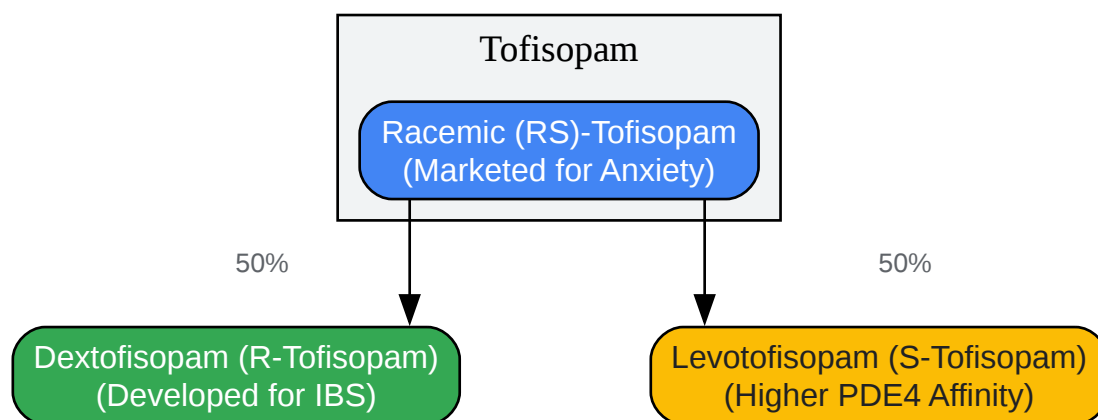 Tofisopam
Racemic (RS)-Tofisopam
(Marketed for Anxiety)
50%
50%
Dextofisopam (R-Tofisopam)
(Developed for IBS)
Levotofisopam (S-Tofisopam)
(Higher PDE4 Affinity)